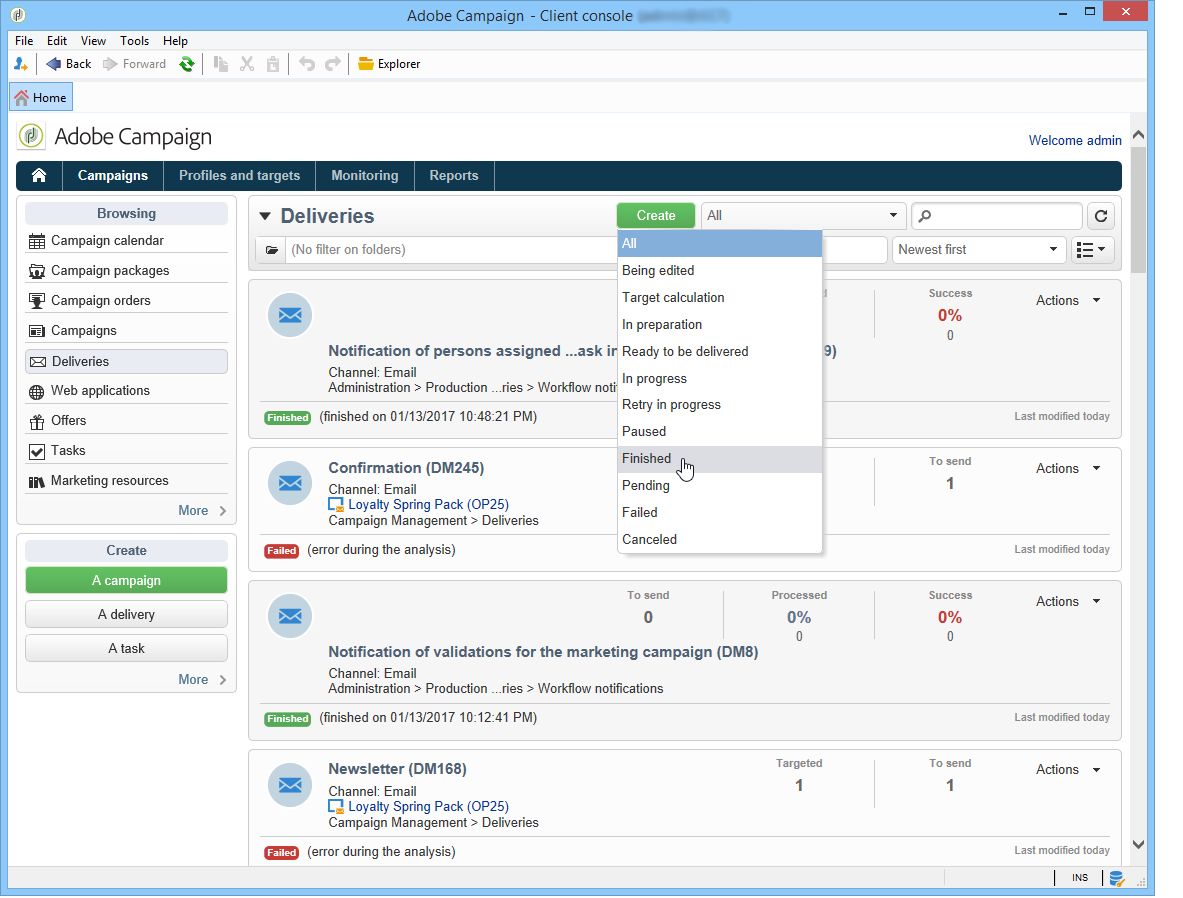 Adobe Campaign - Client console
File Edit View Tools Help
Back Forward Explorer
Home
Adobe Campaign
Welcome admin
Campaigns Profiles and targets Monitoring Reports
Browsing
Campaign calendar
Campaign packages
Campaign orders
Campaigns
Deliveries
Web applications
Offers
Tasks
Marketing resources
More
Create
A campaign
A delivery
A task
More
Deliveries
Create
All
(No filter on folders)
Newest first
All
Being edited
Target calculation
In preparation
Ready to be delivered
In progress
Retry in progress
Paused
Finished
Pending
Failed
Canceled
Success
0%
0
Actions
Notification of persons assigned ...ask in 9)
Channel: Email
Administration > Production ...ries > Workflow noti
Finished (finished on 01/13/2017 10:48:21 PM)
Last modified today
Confirmation (DM245)
Channel: Email
Loyalty Spring Pack (OP25)
Campaign Management > Deliveries
To send
1
Actions
Failed (error during the analysis)
Last modified today
To send
0
Processed
0%
0
Success
0%
0
Actions
Notification of validations for the marketing campaign (DM8)
Channel: Email
Administration > Production ...ries > Workflow notifications
Finished (finished on 01/13/2017 10:12:41 PM)
Last modified today
Newsletter (DM168)
Channel: Email
Loyalty Spring Pack (OP25)
Campaign Management > Deliveries
Targeted
1
To send
1
Actions
Failed (error during the analysis)
Last modified today
INS